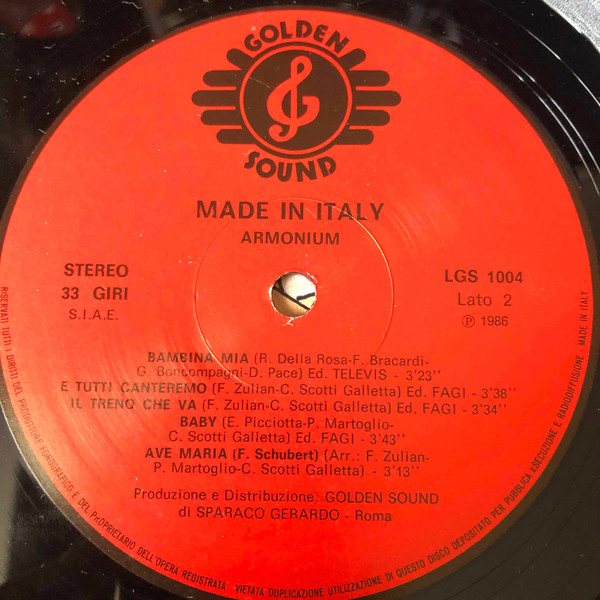 GOLDEN
SOUND
MADE IN ITALY
ARMONIUM
STEREO
33 GIRI
S.I.A.E.
LGS 1004
Lato 2
℗ 1986
BAMBINA MIA (R. Della Rosa-F. Bracardi-
G. Boncompagni-D. Pace) Ed. TELEVIS - 3'23''
E TUTTI CANTEREMO (F. Zulian-C. Scotti Galletta) Ed. FAGI - 3'38''
IL TRENO CHE VA (F. Zulian-C. Scotti Galletta) Ed. FAGI - 3'34''
BABY (E. Picciotta-P. Martoglio-
C. Scotti Galletta) Ed. FAGI - 3'43''
AVE MARIA (F. Schubert) (Arr.: F. Zulian-
P. Martoglio-C. Scotti Galletta) - 3'13''
Produzione e Distribuzione: GOLDEN SOUND
di SPARACO GERARDO - Roma
RISERVATI TUTTI I DIRITTI DEL PRODUTTORE FONOGRAFICO E DEL PROPRIETARIO DELL'OPERA REGISTRATA - VIETATA DUPLICAZIONE UTILIZZAZIONE DI QUESTO DISCO DEPOSITATO PER PUBBLICA ESECUZIONE E RADIODIFFUSIONE - MADE IN ITALY